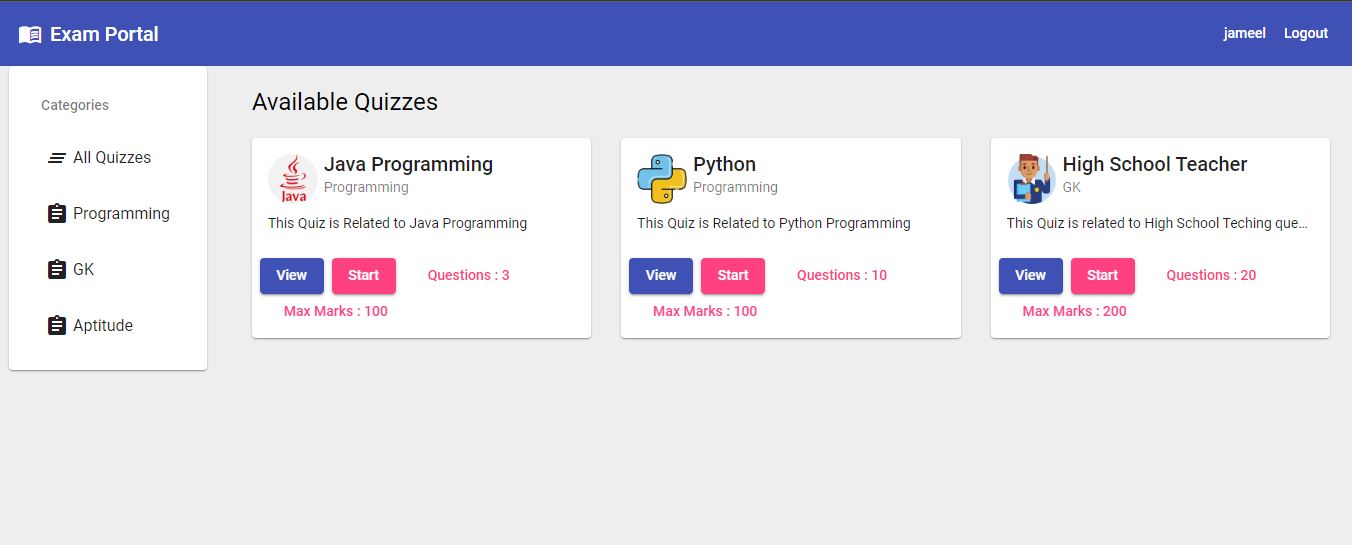 Exam Portal
jameel Logout
Categories
All Quizzes
Programming
GK
Aptitude
Available Quizzes
Java
Java Programming
Programming
This Quiz is Related to Java Programming
View Start Questions : 3
Max Marks : 100
Python
Programming
This Quiz is Related to Python Programming
View Start Questions : 10
Max Marks : 100
High School Teacher
GK
This Quiz is related to High School Teching que...
View Start Questions : 20
Max Marks : 200